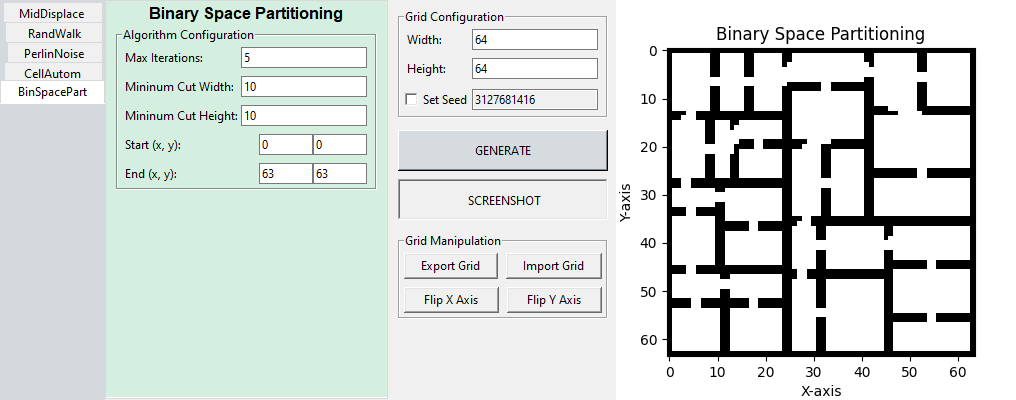 MidDisplace
RandWalk
PerlinNoise
CellAutom
BinSpacePart
Binary Space Partitioning
Algorithm Configuration
Max Iterations: 5
Mininum Cut Width: 10
Mininum Cut Height: 10
Start (x, y): 0 0
End (x, y): 63 63
Grid Configuration
Width: 64
Height: 64
Set Seed 3127681416
GENERATE
SCREENSHOT
Grid Manipulation
Export Grid Import Grid
Flip X Axis Flip Y Axis
Binary Space Partitioning
0
10
20
30
40
50
60
Y-axis
0 10 20 30 40 50 60
X-axis